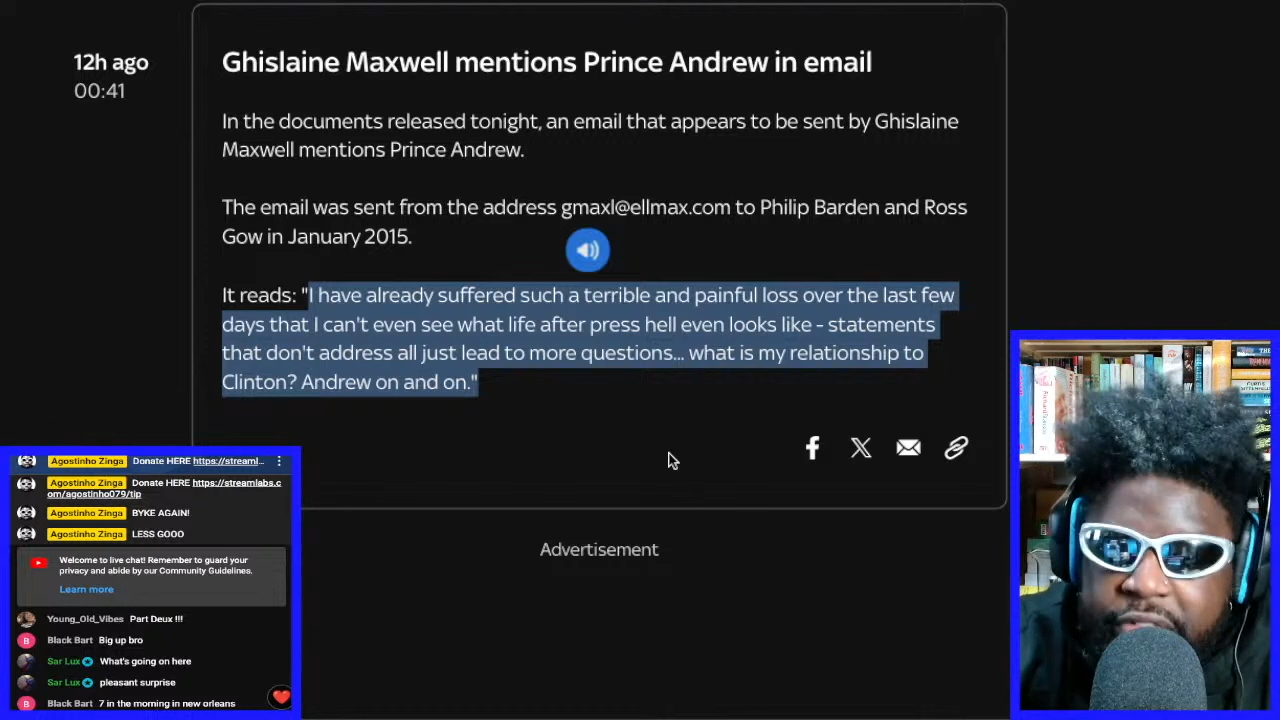 12h ago
00:41
Ghislaine Maxwell mentions Prince Andrew in email
In the documents released tonight, an email that appears to be sent by Ghislaine
Maxwell mentions Prince Andrew.
The email was sent from the address gmaxl@ellmax.com to Philip Barden and Ross
Gow in January 2015.
It reads: "I have already suffered such a terrible and painful loss over the last few
days that I can't even see what life after press hell even looks like - statements
that don't address all just lead to more questions... what is my relationship to
Clinton? Andrew on and on."
Advertisement
Agostinho Zinga Donate HERE https://streaml...
Agostinho Zinga Donate HERE https://streamlabs.c
om/agostinho079/tip
Agostinho Zinga BYKE AGAIN!
Agostinho Zinga LESS GOOO
Welcome to live chat! Remember to guard your
privacy and abide by our Community Guidelines.
Learn more
Young_Old_Vibes Part Deux !!!
B Black Bart Big up bro
Sar Lux What's going on here
Sar Lux pleasant surprise
B Black Bart 7 in the morning in new orleans